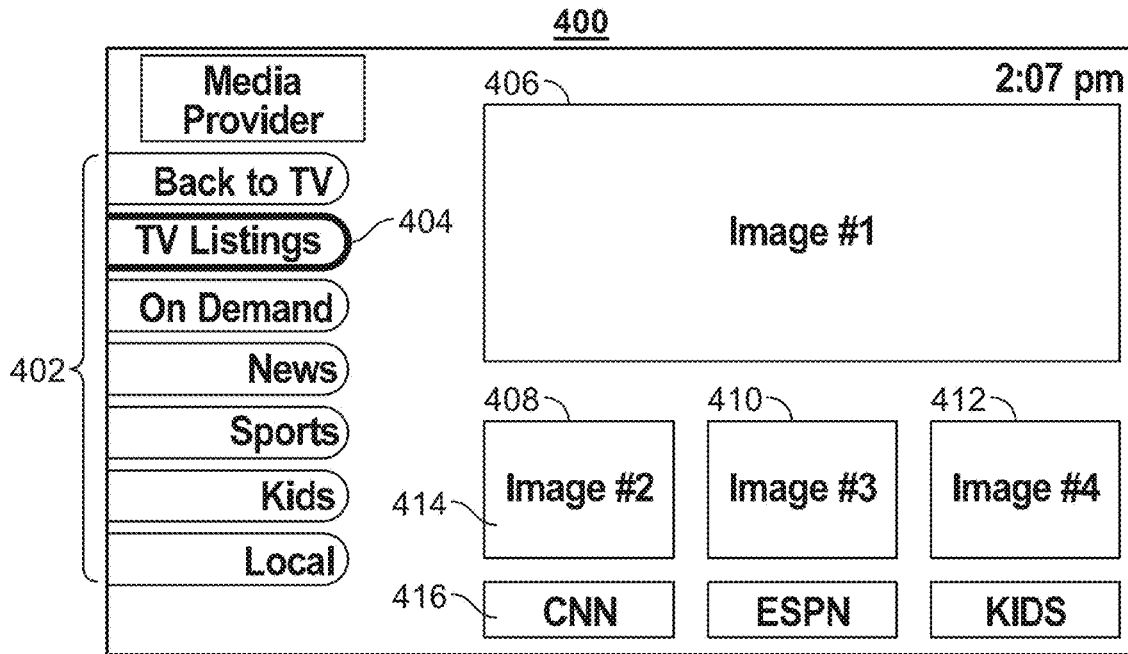 400
Media
Provider
2:07 pm
406
Back to TV
TV Listings
404
Image #1
On Demand
402
News
408
410
412
Sports
Image #2
Image #3
Image #4
Kids
414
Local
416
CNN
ESPN
KIDS